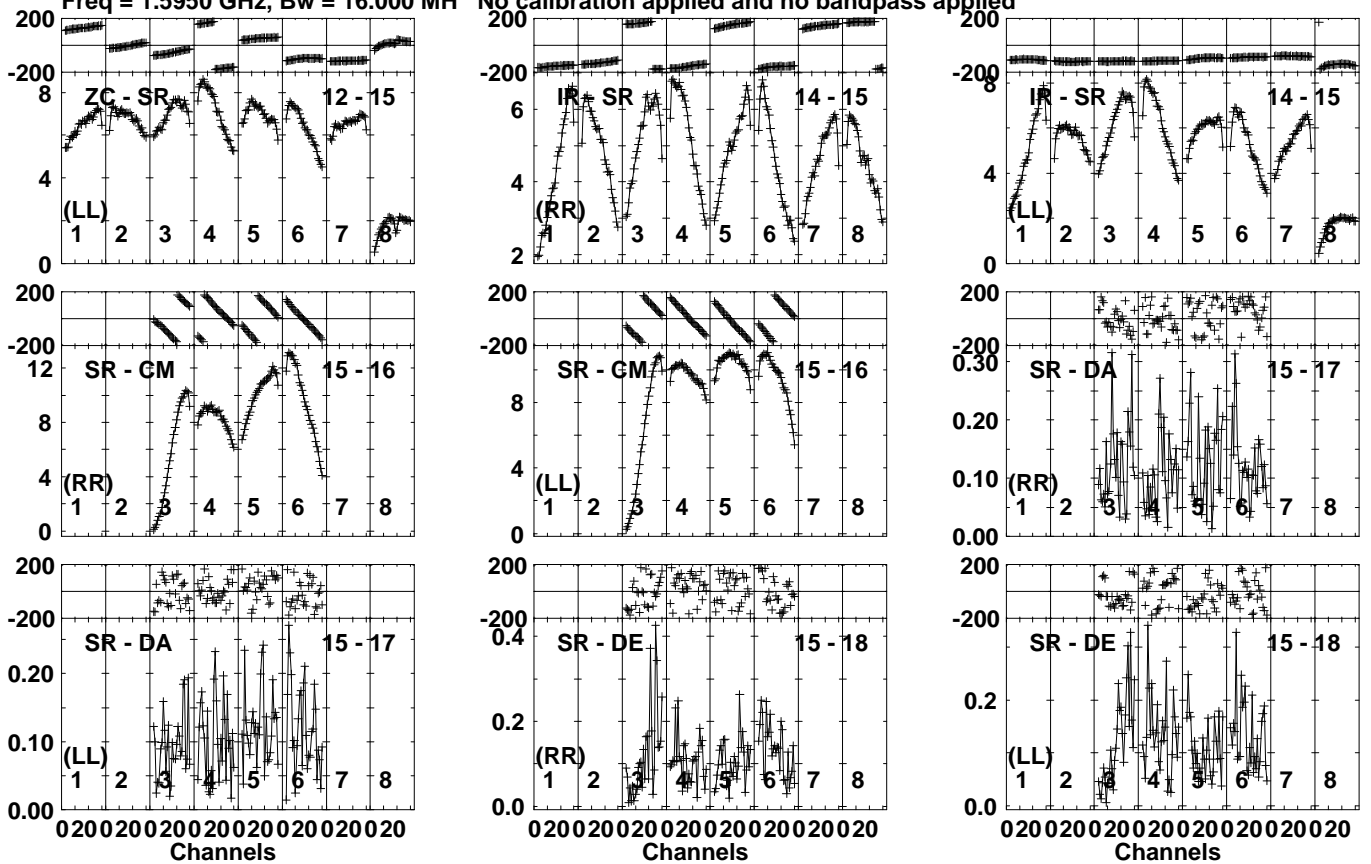 Freq = 1.5950 GHz, Bw = 16.000 MH   No calibration applied and no bandpass applied
200 200 200
-200 -200 -200
ZC - SR 12 - 15 IR - SR 14 - 15 IR - SR 14 - 15
8 6 8
4 4 4
0 2 0
(LL) (RR) (LL)
1 2 3 4 5 6 7 8 1 2 3 4 5 6 7 8 1 2 3 4 5 6 7 8
200 200 200
-200 -200 -200
SR - CM 15 - 16 SR - CM 15 - 16 SR - DA 15 - 17
12 8 0.30
8 4 0.20
4 0 0.10
0 0.00
(RR) (LL) (RR)
1 2 3 4 5 6 7 8 1 2 3 4 5 6 7 8 1 2 3 4 5 6 7 8
200 200 200
-200 -200 -200
SR - DA 15 - 17 SR - DE 15 - 18 SR - DE 15 - 18
0.20 0.4 0.2
0.10 0.2 0.0
0.00 0.0
(LL) (RR) (LL)
1 2 3 4 5 6 7 8 1 2 3 4 5 6 7 8 1 2 3 4 5 6 7 8
0 20 0 20 0 20 0 20 0 20 0 20 0 20 0 20 0 20 0 20 0 20 0 20 0 20 0 20 0 20 0 20 0 20 0 20 0 20 0 20 0 20 0 20 0 20 0 20
Channels Channels Channels